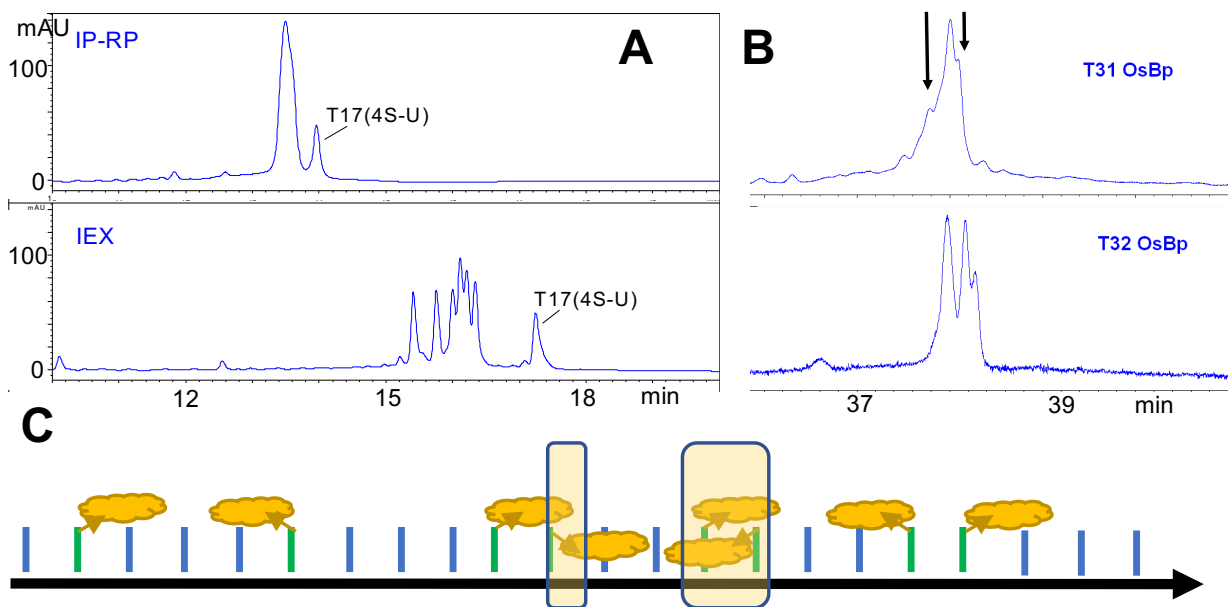 mAU
IP-RP
A
100
T17(4S-U)
0
mAU
IEX
100
T17(4S-U)
0
12 15 18 min
B
T31 OsBp
T32 OsBp
37 39 min
C